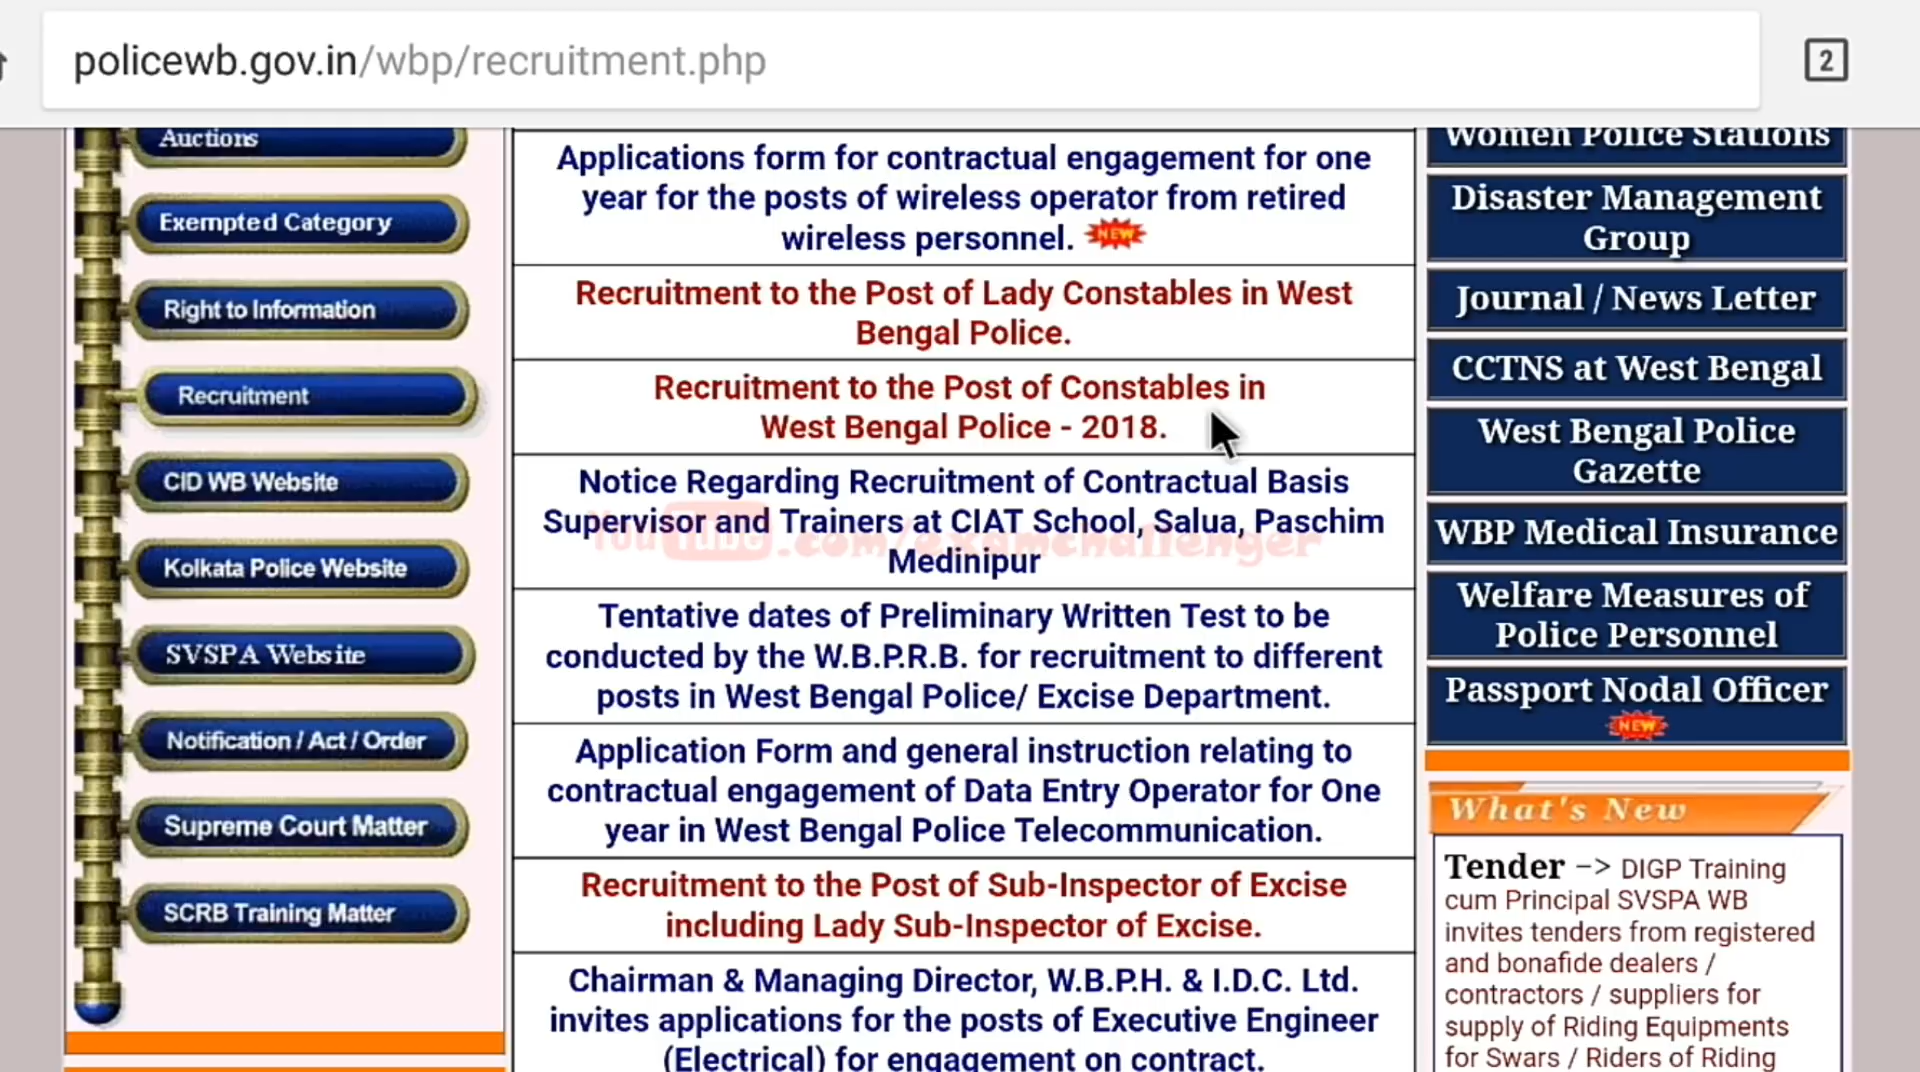 policewb.gov.in/wbp/recruitment.php
2
Auctions
Exempted Category
Right to Information
Recruitment
CID WB Website
Kolkata Police Website
SVSPA Website
Notification / Act / Order
Supreme Court Matter
SCRB Training Matter
Applications form for contractual engagement for one
year for the posts of wireless operator from retired
wireless personnel. NEW
Recruitment to the Post of Lady Constables in West
Bengal Police.
Recruitment to the Post of Constables in
West Bengal Police - 2018.
Notice Regarding Recruitment of Contractual Basis
Supervisor and Trainers at CIAT School, Salua, Paschim
Medinipur
YouTube.com/examchallenger
Tentative dates of Preliminary Written Test to be
conducted by the W.B.P.R.B. for recruitment to different
posts in West Bengal Police/ Excise Department.
Application Form and general instruction relating to
contractual engagement of Data Entry Operator for One
year in West Bengal Police Telecommunication.
Recruitment to the Post of Sub-Inspector of Excise
including Lady Sub-Inspector of Excise.
Chairman & Managing Director, W.B.P.H. & I.D.C. Ltd.
invites applications for the posts of Executive Engineer
(Electrical) for engagement on contract.
Women Police Stations
Disaster Management
Group
Journal / News Letter
CCTNS at West Bengal
West Bengal Police
Gazette
WBP Medical Insurance
Welfare Measures of
Police Personnel
Passport Nodal Officer
NEW
What's New
Tender –> DIGP Training
cum Principal SVSPA WB
invites tenders from registered
and bonafide dealers /
contractors / suppliers for
supply of Riding Equipments
for Swars / Riders of Riding